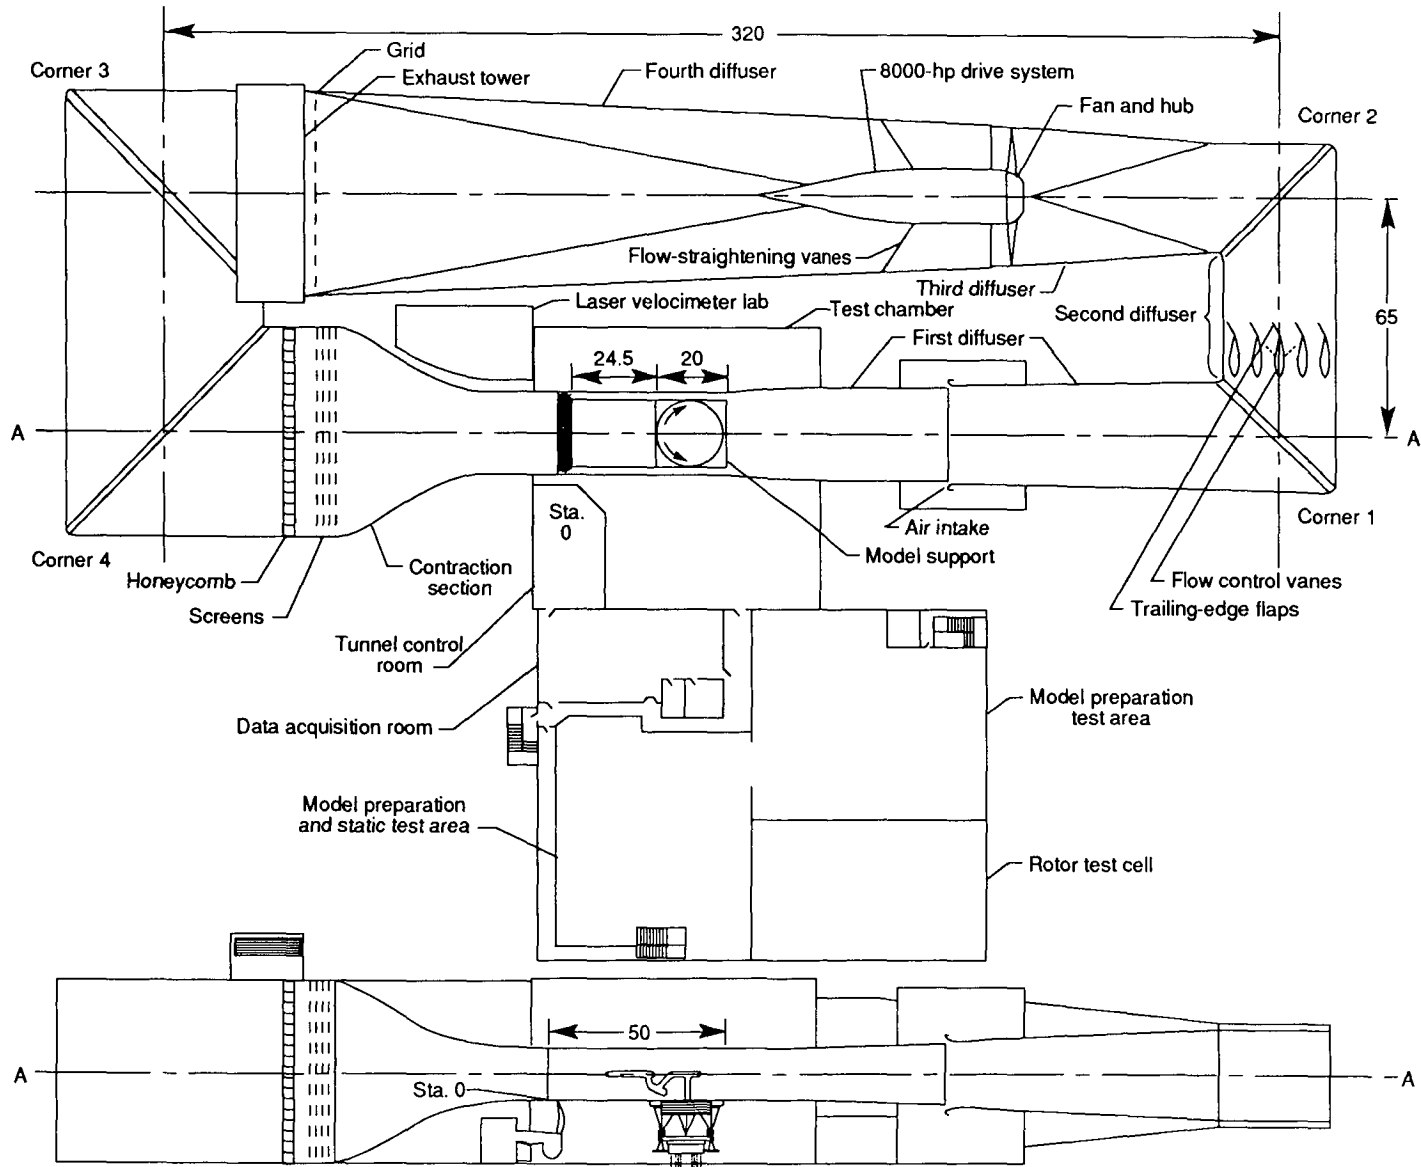 320
Corner 3
Grid
Exhaust tower
Fourth diffuser
8000-hp drive system
Fan and hub
Corner 2
Flow-straightening vanes
Third diffuser
Second diffuser
65
Laser velocimeter lab
Test chamber
First diffuser
24.5
20
A
A
Sta.
0
Air intake
Model support
Corner 1
Corner 4
Honeycomb
Contraction
section
Screens
Flow control vanes
Trailing-edge flaps
Tunnel control
room
Data acquisition room
Model preparation
test area
Model preparation
and static test area
Rotor test cell
50
A
Sta. 0
A